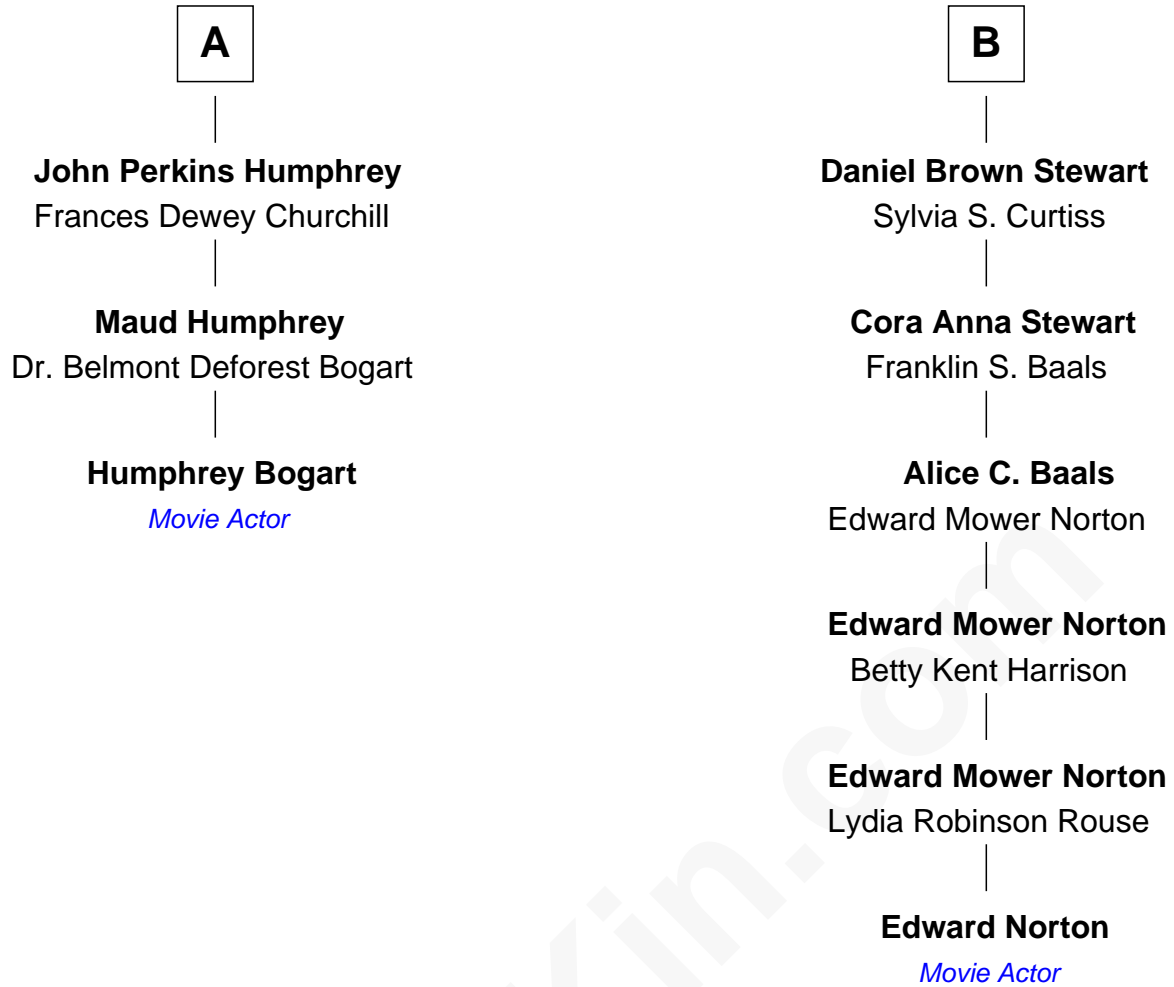 A
John Perkins Humphrey
Frances Dewey Churchill
Maud Humphrey
Dr. Belmont Deforest Bogart
Humphrey Bogart
Movie Actor
B
Daniel Brown Stewart
Sylvia S. Curtiss
Cora Anna Stewart
Franklin S. Baals
Alice C. Baals
Edward Mower Norton
Edward Mower Norton
Betty Kent Harrison
Edward Mower Norton
Lydia Robinson Rouse
Edward Norton
Movie Actor